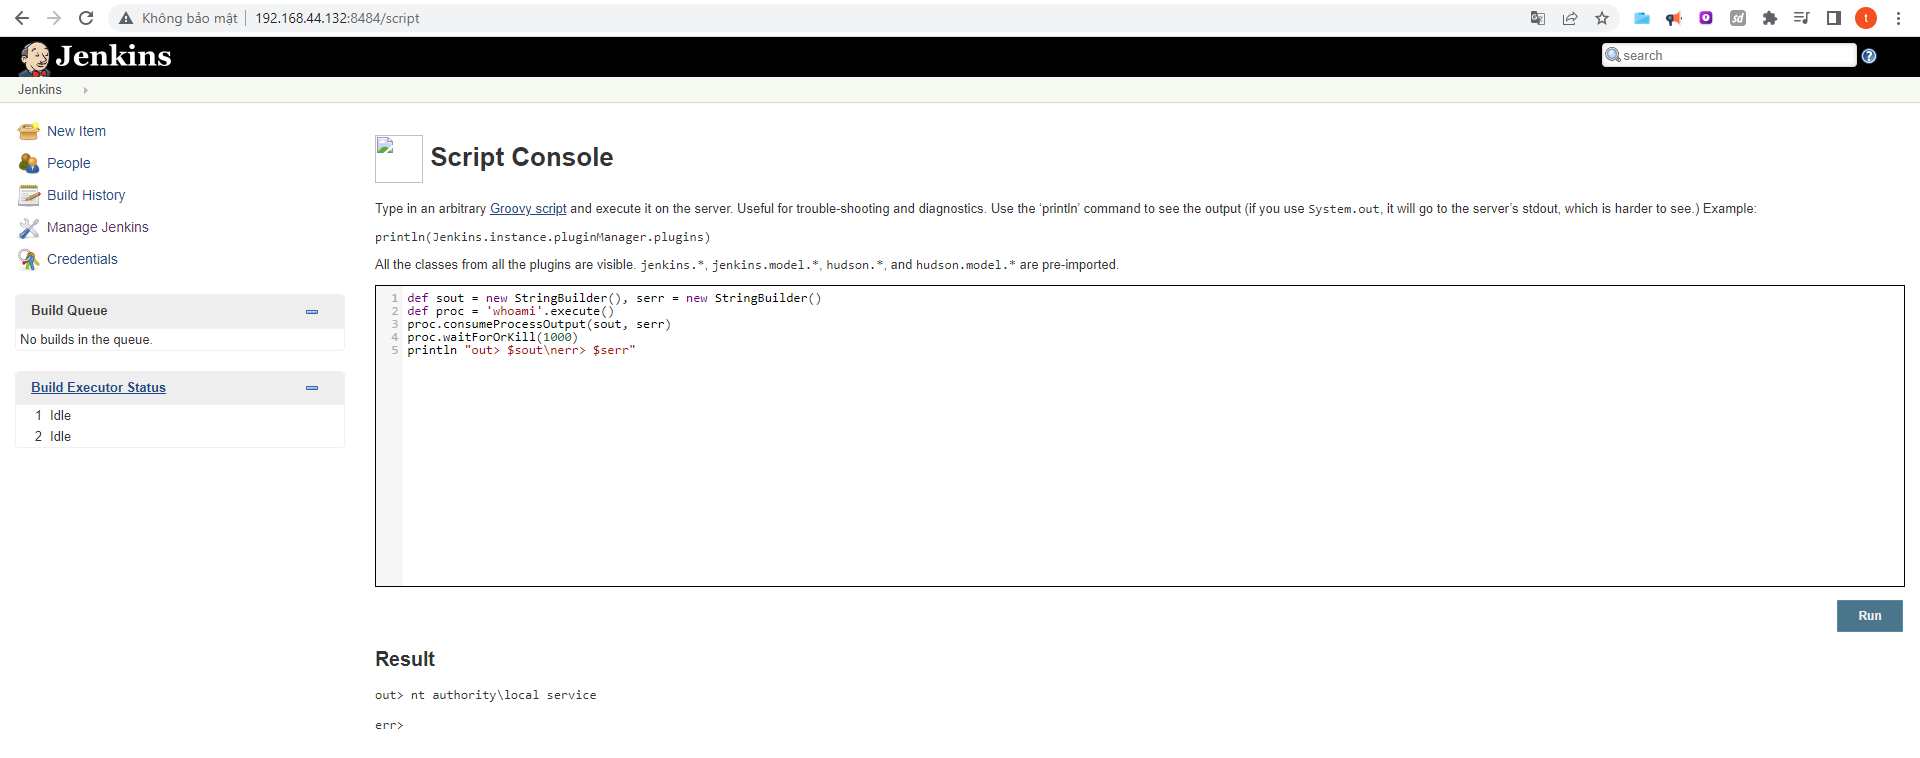 Không bảo mật 192.168.44.132:8484/script
Jenkins
search
Jenkins
New Item
People
Build History
Manage Jenkins
Credentials
Build Queue
No builds in the queue.
Build Executor Status
1 Idle
2 Idle
Script Console
Type in an arbitrary Groovy script and execute it on the server. Useful for trouble-shooting and diagnostics. Use the ‘println’ command to see the output (if you use System.out, it will go to the server’s stdout, which is harder to see.) Example:
println(Jenkins.instance.pluginManager.plugins)
All the classes from all the plugins are visible. jenkins.*, jenkins.model.*, hudson.*, and hudson.model.* are pre-imported.
1 def sout = new StringBuilder(), serr = new StringBuilder()
2 def proc = 'whoami'.execute()
3 proc.consumeProcessOutput(sout, serr)
4 proc.waitForOrKill(1000)
5 println "out> $sout\nerr> $serr"
Run
Result
out> nt authority\local service
err>